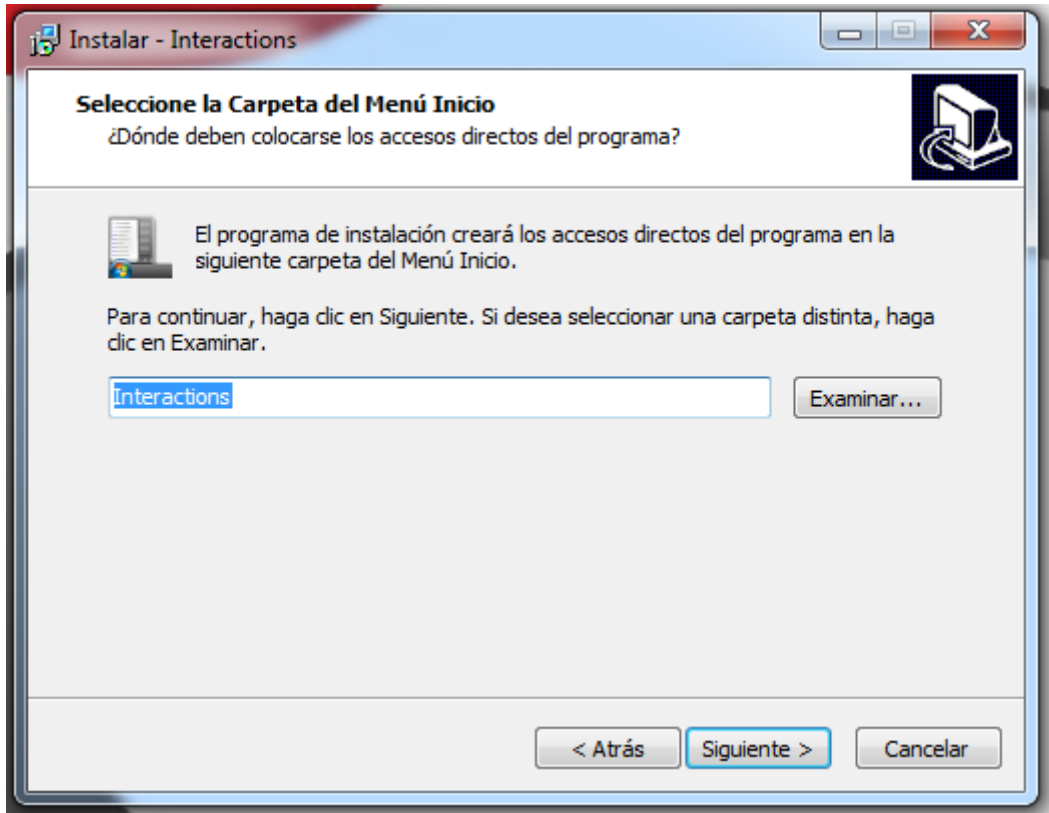 Instalar - Interactions
Seleccione la Carpeta del Menú Inicio
¿Dónde deben colocarse los accesos directos del programa?
El programa de instalación creará los accesos directos del programa en la
siguiente carpeta del Menú Inicio.
Para continuar, haga clic en Siguiente. Si desea seleccionar una carpeta distinta, haga
clic en Examinar.
Interactions
Examinar...
< Atrás
Siguiente >
Cancelar